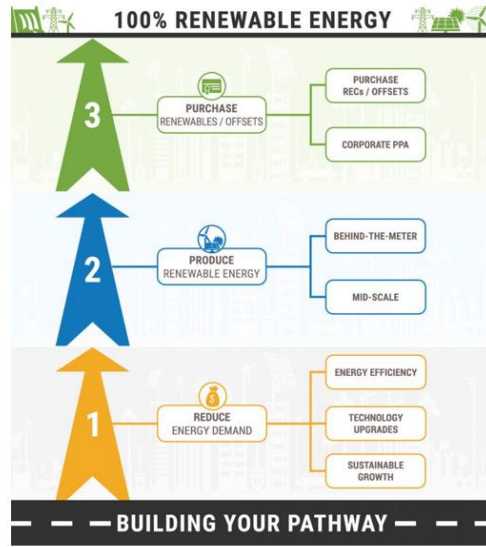 100% RENEWABLE ENERGY
3
PURCHASE
RENEWABLES / OFFSETS
PURCHASE
RECs / OFFSETS
CORPORATE PPA
2
PRODUCE
RENEWABLE ENERGY
BEHIND-THE-METER
MID-SCALE
1
$
REDUCE
ENERGY DEMAND
ENERGY EFFICIENCY
TECHNOLOGY
UPGRADES
SUSTAINABLE
GROWTH
BUILDING YOUR PATHWAY